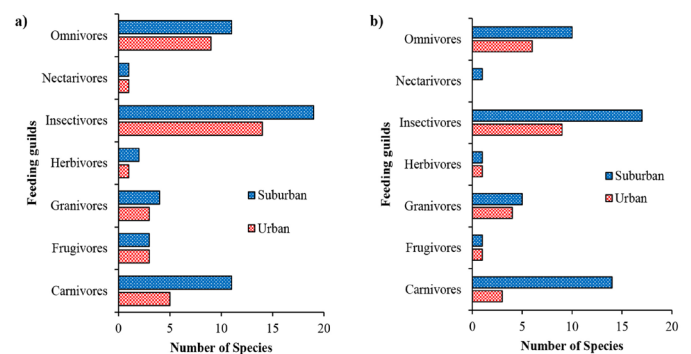 a)
Feeding guilds
Omnivores
Nectarivores
Insectivores
Herbivores
Granivores
Frugivores
Carnivores
Suburban
Urban
0 5 10 15 20
Number of Species
b)
Feeding guilds
Omnivores
Nectarivores
Insectivores
Herbivores
Granivores
Frugivores
Carnivores
Suburban
Urban
0 5 10 15 20
Number of Species